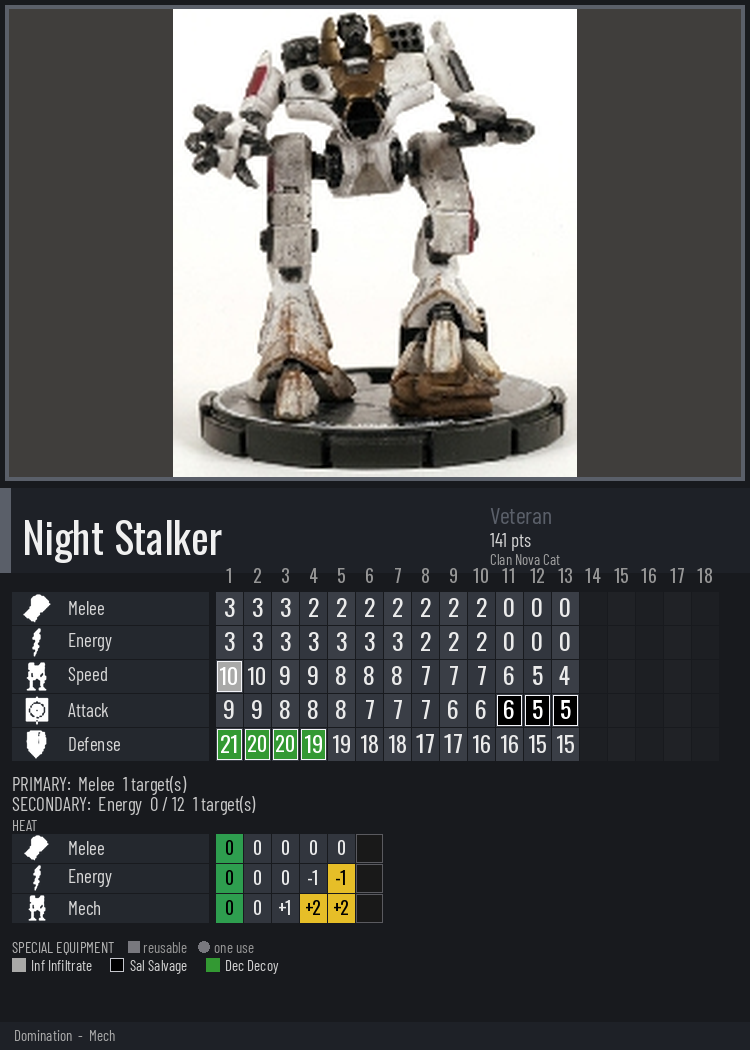 Night Stalker
Veteran
141 pts
Clan Nova Cat
1 2 3 4 5 6 7 8 9 10 11 12 13 14 15 16 17 18
Melee 3 3 3 2 2 2 2 2 2 2 0 0 0
Energy 3 3 3 3 3 3 3 2 2 2 0 0 0
Speed 10 10 9 9 8 8 8 7 7 7 6 5 4
Attack 9 9 8 8 8 7 7 7 6 6 6 5 5
Defense 21 20 20 19 19 18 18 17 17 16 16 15 15
PRIMARY: Melee 1 target(s)
SECONDARY: Energy 0 / 12 1 target(s)
HEAT
Melee 0 0 0 0 0
Energy 0 0 0 -1 -1
Mech 0 0 +1 +2 +2
SPECIAL EQUIPMENT reusable one use
Inf Infiltrate Sal Salvage Dec Decoy
Domination - Mech